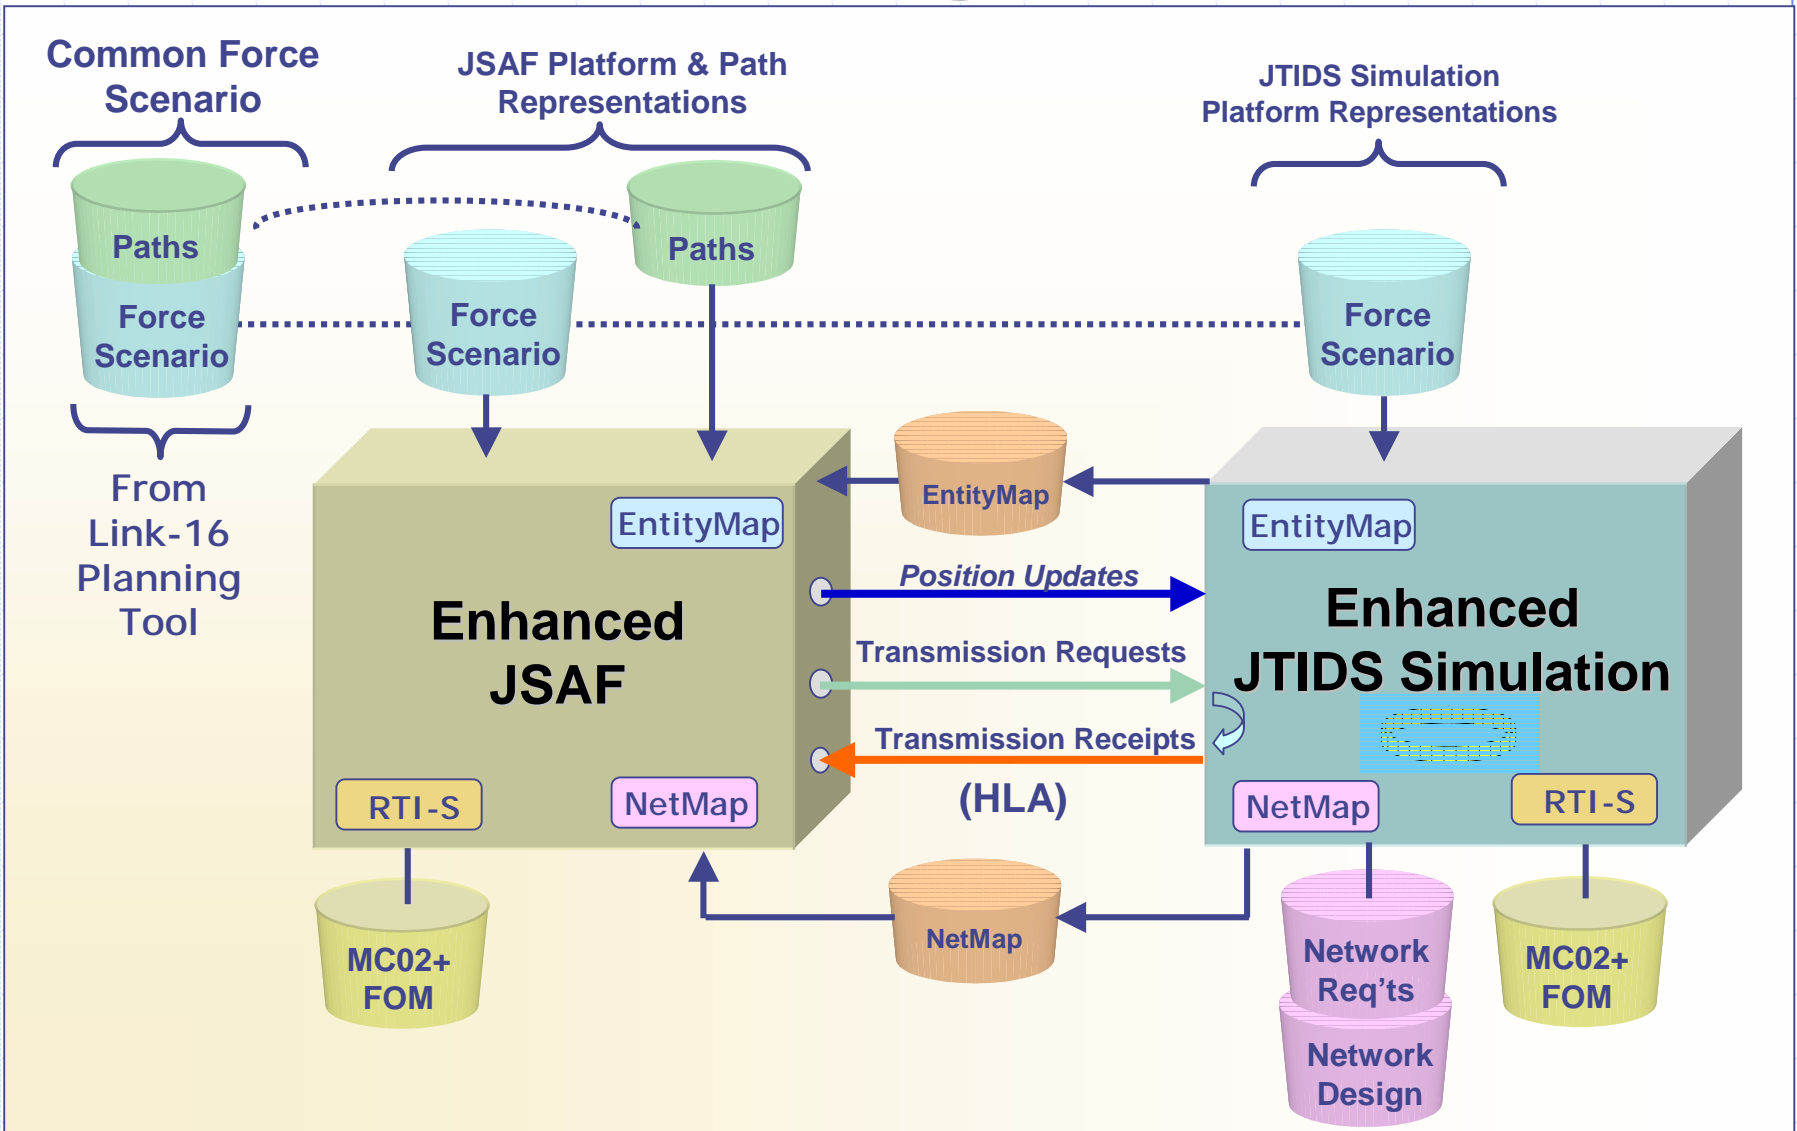 Common Force
Scenario
JSAF Platform & Path
Representations
JTIDS Simulation
Platform Representations
Paths
Force
Scenario
Force
Scenario
Paths
Force
Scenario
From
Link-16
Planning
Tool
EntityMap
EntityMap
EntityMap
Position Updates
Enhanced
JSAF
Transmission Requests
Enhanced
JTIDS Simulation
Transmission Receipts
(HLA)
RTI-S
NetMap
NetMap
RTI-S
MC02+
FOM
NetMap
Network
Req’ts
Network
Design
MC02+
FOM